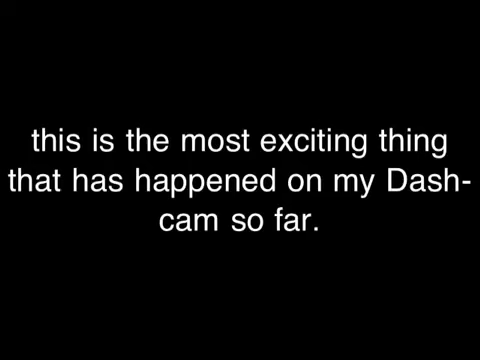 this is the most exciting thing
that has happened on my Dash-
cam so far.